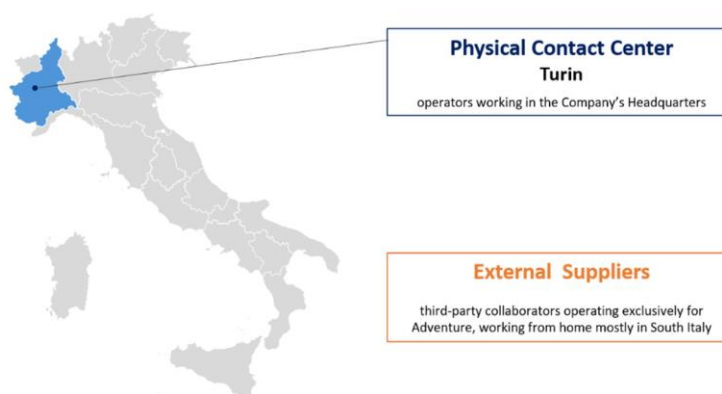 Physical Contact Center
Turin
operators working in the Company’s Headquarters
External Suppliers
third-party collaborators operating exclusively for
Adventure, working from home mostly in South Italy